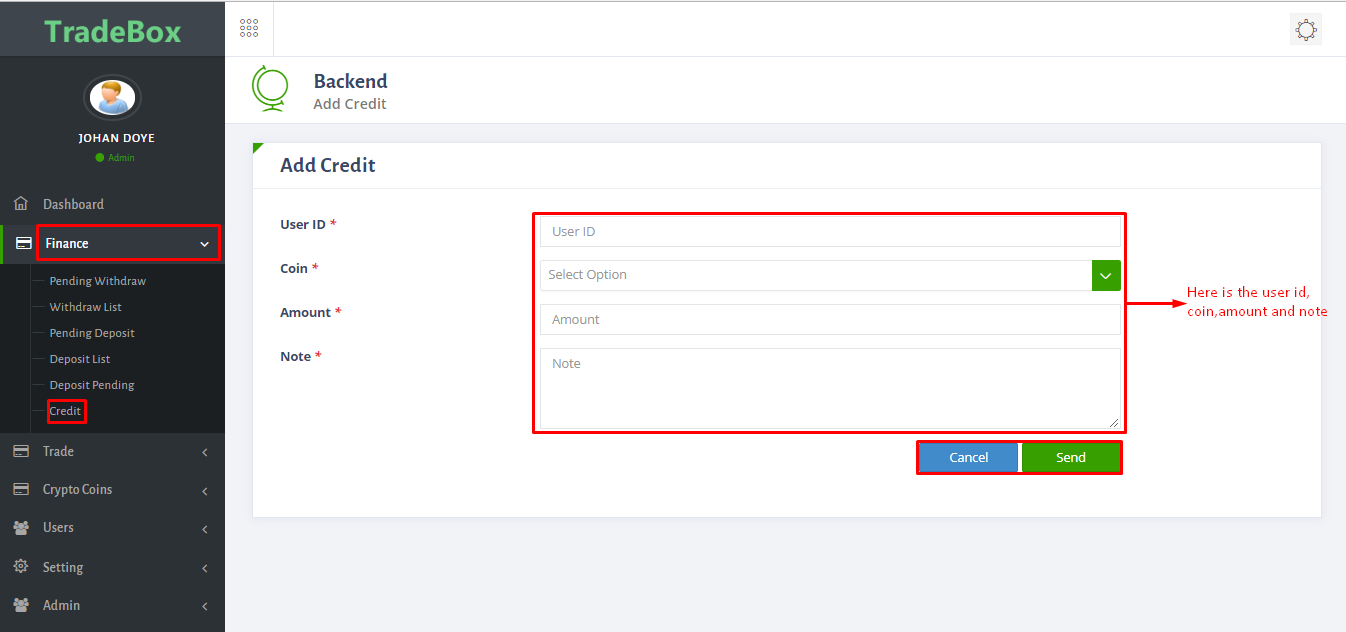 TradeBox
JOHAN DOYE
Admin
Dashboard
Finance
Pending Withdraw
Withdraw List
Pending Deposit
Deposit List
Deposit Pending
Credit
Trade
Crypto Coins
Users
Setting
Admin
Backend
Add Credit
Add Credit
User ID *
User ID
Coin *
Select Option
Amount *
Amount
Note *
Note
Cancel
Send
Here is the user id,
coin,amount and note